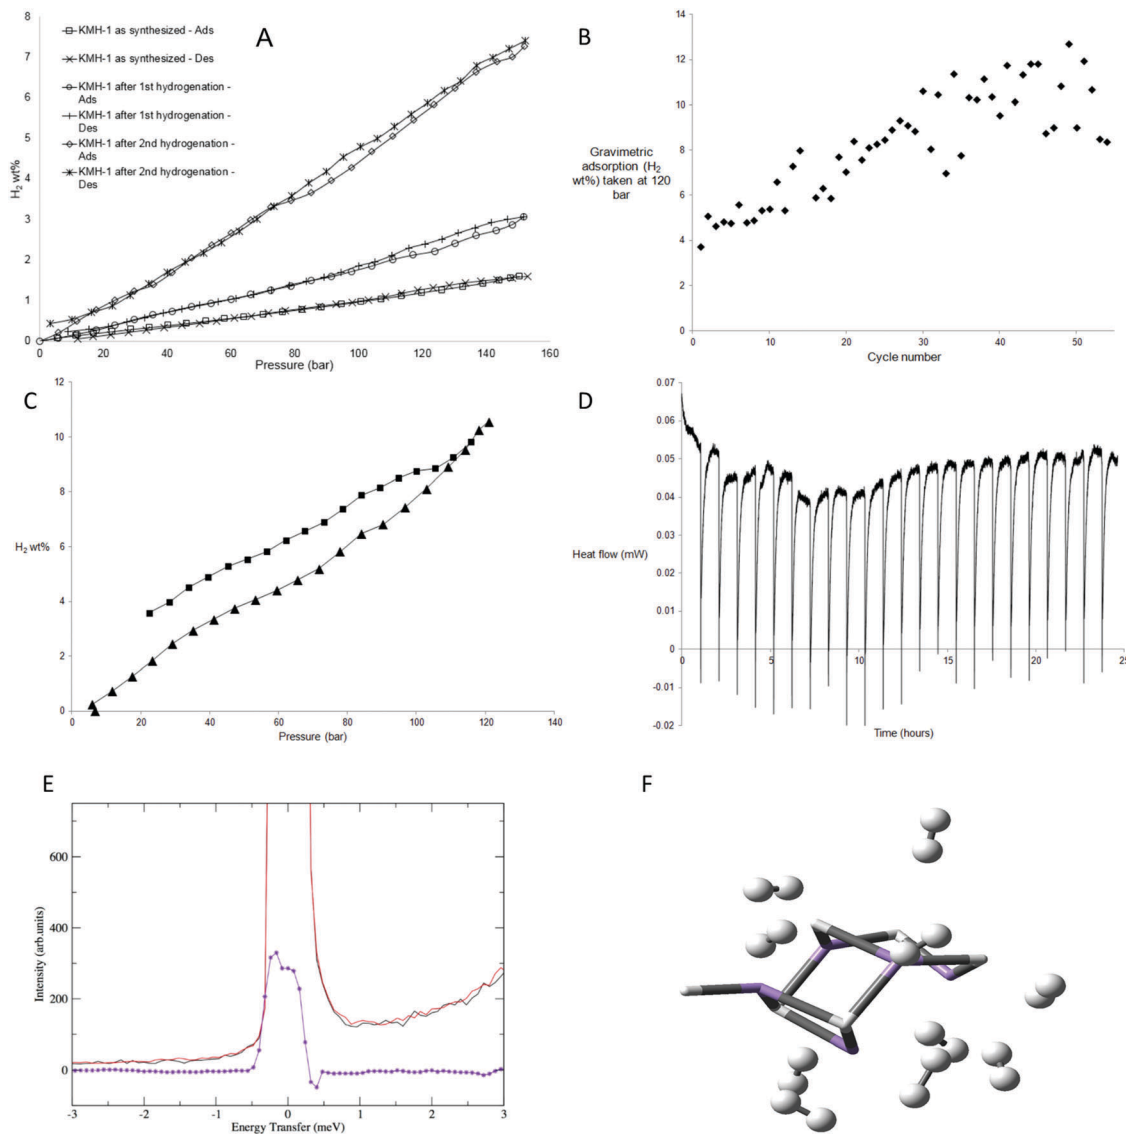 A
KMH-1 as synthesized - Ads
KMH-1 as synthesized - Des
KMH-1 after 1st hydrogenation -
Ads
KMH-1 after 1st hydrogenation -
Des
KMH-1 after 2nd hydrogenation -
Ads
KMH-1 after 2nd hydrogenation -
Des
H2 wt%
8
7
6
5
4
3
2
1
0
0 20 40 60 80 100 120 140 160
Pressure (bar)
B
Gravimetric
adsorption (H2
wt%) taken at 120
bar
14
12
10
8
6
4
2
0
0 10 20 30 40 50
Cycle number
C
H2 wt%
12
10
8
6
4
2
0
0 20 40 60 80 100 120 140
Pressure (bar)
D
Heat flow (mW)
0.07
0.06
0.05
0.04
0.03
0.02
0.01
0
-0.01
-0.02
0 5 10 15 20 25
Time (hours)
E
Intensity (arb.units)
600
400
200
0
-3 -2 -1 0 1 2 3
Energy Transfer (meV)
F